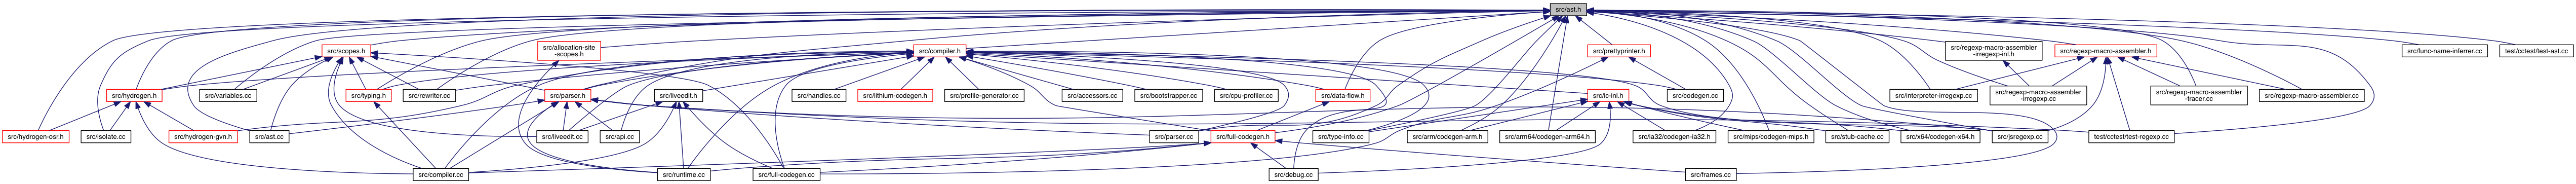 src/ast.h
src/scopes.h
src/allocation-site
-scopes.h
src/compiler.h
src/prettyprinter.h
src/regexp-macro-assembler
-irregexp-inl.h
src/regexp-macro-assembler.h
src/func-name-inferrer.cc
test/cctest/test-ast.cc
src/hydrogen.h
src/variables.cc
src/typing.h
src/rewriter.cc
src/parser.h
src/liveedit.h
src/handles.cc
src/lithium-codegen.h
src/profile-generator.cc
src/accessors.cc
src/bootstrapper.cc
src/cpu-profiler.cc
src/data-flow.h
src/ic-inl.h
src/codegen.cc
src/interpreter-irregexp.cc
src/regexp-macro-assembler
-irregexp.cc
src/regexp-macro-assembler
-tracer.cc
src/regexp-macro-assembler.cc
src/hydrogen-osr.h
src/isolate.cc
src/hydrogen-gvn.h
src/ast.cc
src/liveedit.cc
src/api.cc
src/parser.cc
src/full-codegen.h
src/type-info.cc
src/arm/codegen-arm.h
src/arm64/codegen-arm64.h
src/ia32/codegen-ia32.h
src/mips/codegen-mips.h
src/stub-cache.cc
src/x64/codegen-x64.h
src/jsregexp.cc
test/cctest/test-regexp.cc
src/compiler.cc
src/runtime.cc
src/full-codegen.cc
src/debug.cc
src/frames.cc